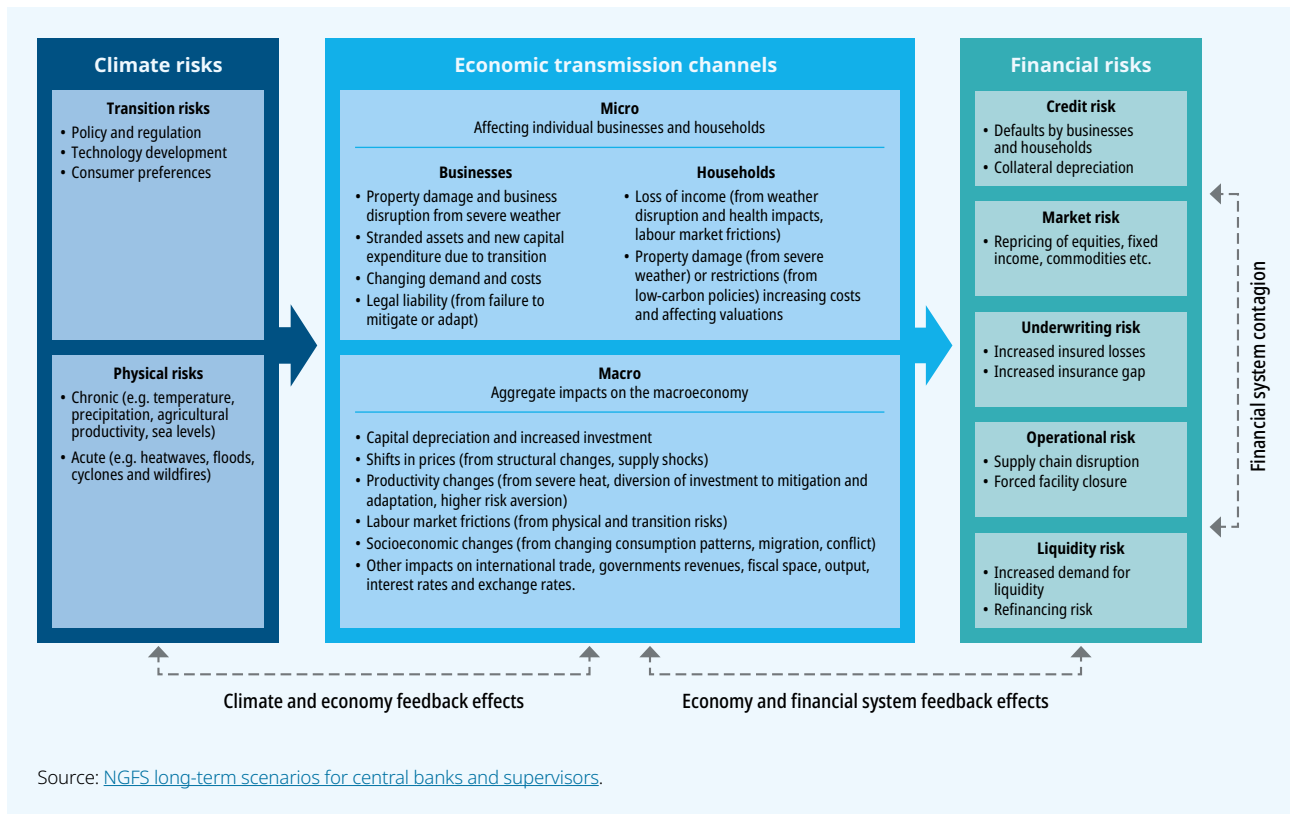 Climate risks
Transition risks
• Policy and regulation
• Technology development
• Consumer preferences
Physical risks
• Chronic (e.g. temperature,
precipitation, agricultural
productivity, sea levels)
• Acute (e.g. heatwaves, floods,
cyclones and wildfires)
Economic transmission channels
Micro
Affecting individual businesses and households
Businesses
• Property damage and business
disruption from severe weather
• Stranded assets and new capital
expenditure due to transition
• Changing demand and costs
• Legal liability (from failure to
mitigate or adapt)
Households
• Loss of income (from weather
disruption and health impacts,
labour market frictions)
• Property damage (from severe
weather) or restrictions (from
low-carbon policies) increasing costs
and affecting valuations
Macro
Aggregate impacts on the macroeconomy
• Capital depreciation and increased investment
• Shifts in prices (from structural changes, supply shocks)
• Productivity changes (from severe heat, diversion of investment to mitigation and
adaptation, higher risk aversion)
• Labour market frictions (from physical and transition risks)
• Socioeconomic changes (from changing consumption patterns, migration, conflict)
• Other impacts on international trade, governments revenues, fiscal space, output,
interest rates and exchange rates.
Financial risks
Credit risk
• Defaults by businesses
and households
• Collateral depreciation
Market risk
• Repricing of equities, fixed
income, commodities etc.
Underwriting risk
• Increased insured losses
• Increased insurance gap
Operational risk
• Supply chain disruption
• Forced facility closure
Liquidity risk
• Increased demand for
liquidity
• Refinancing risk
Financial system contagion
Climate and economy feedback effects
Economy and financial system feedback effects
Source: NGFS long-term scenarios for central banks and supervisors.